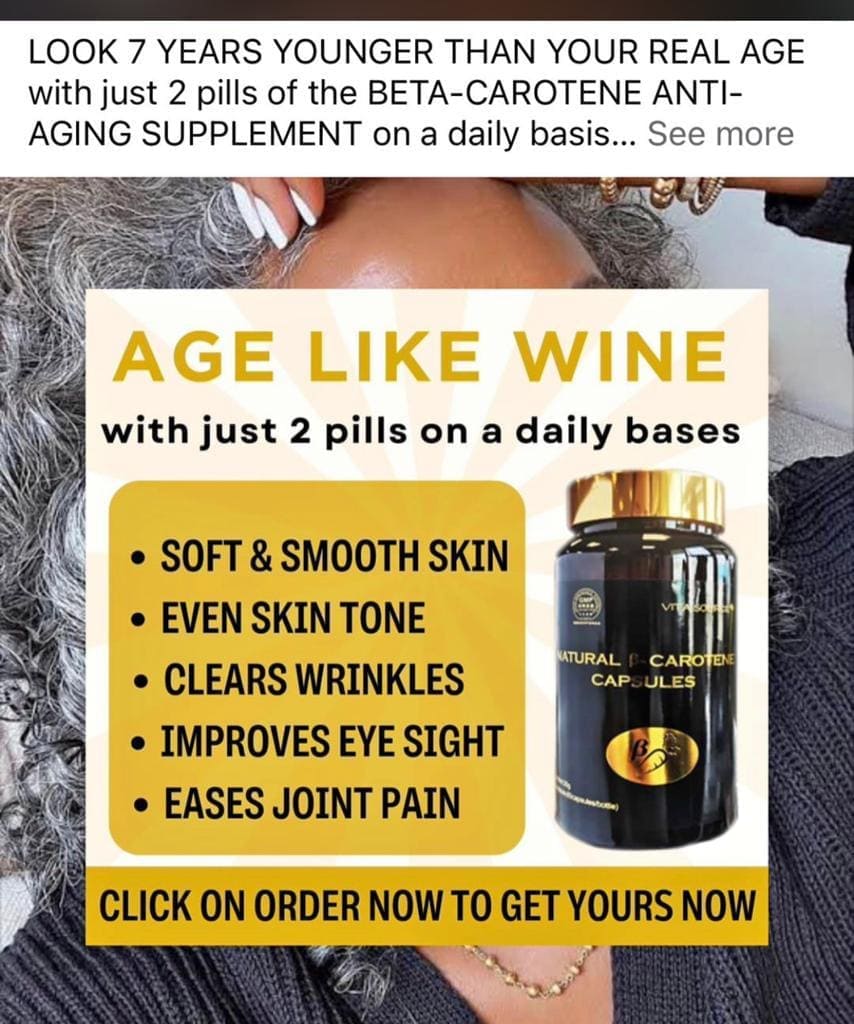 LOOK 7 YEARS YOUNGER THAN YOUR REAL AGE
with just 2 pills of the BETA-CAROTENE ANTI-
AGING SUPPLEMENT on a daily basis... See more
AGE LIKE WINE
with just 2 pills on a daily bases
• SOFT & SMOOTH SKIN
• EVEN SKIN TONE
• CLEARS WRINKLES
• IMPROVES EYE SIGHT
• EASES JOINT PAIN
GMP
NATURAL β-CAROTENE
CAPSULES
β
CLICK ON ORDER NOW TO GET YOURS NOW